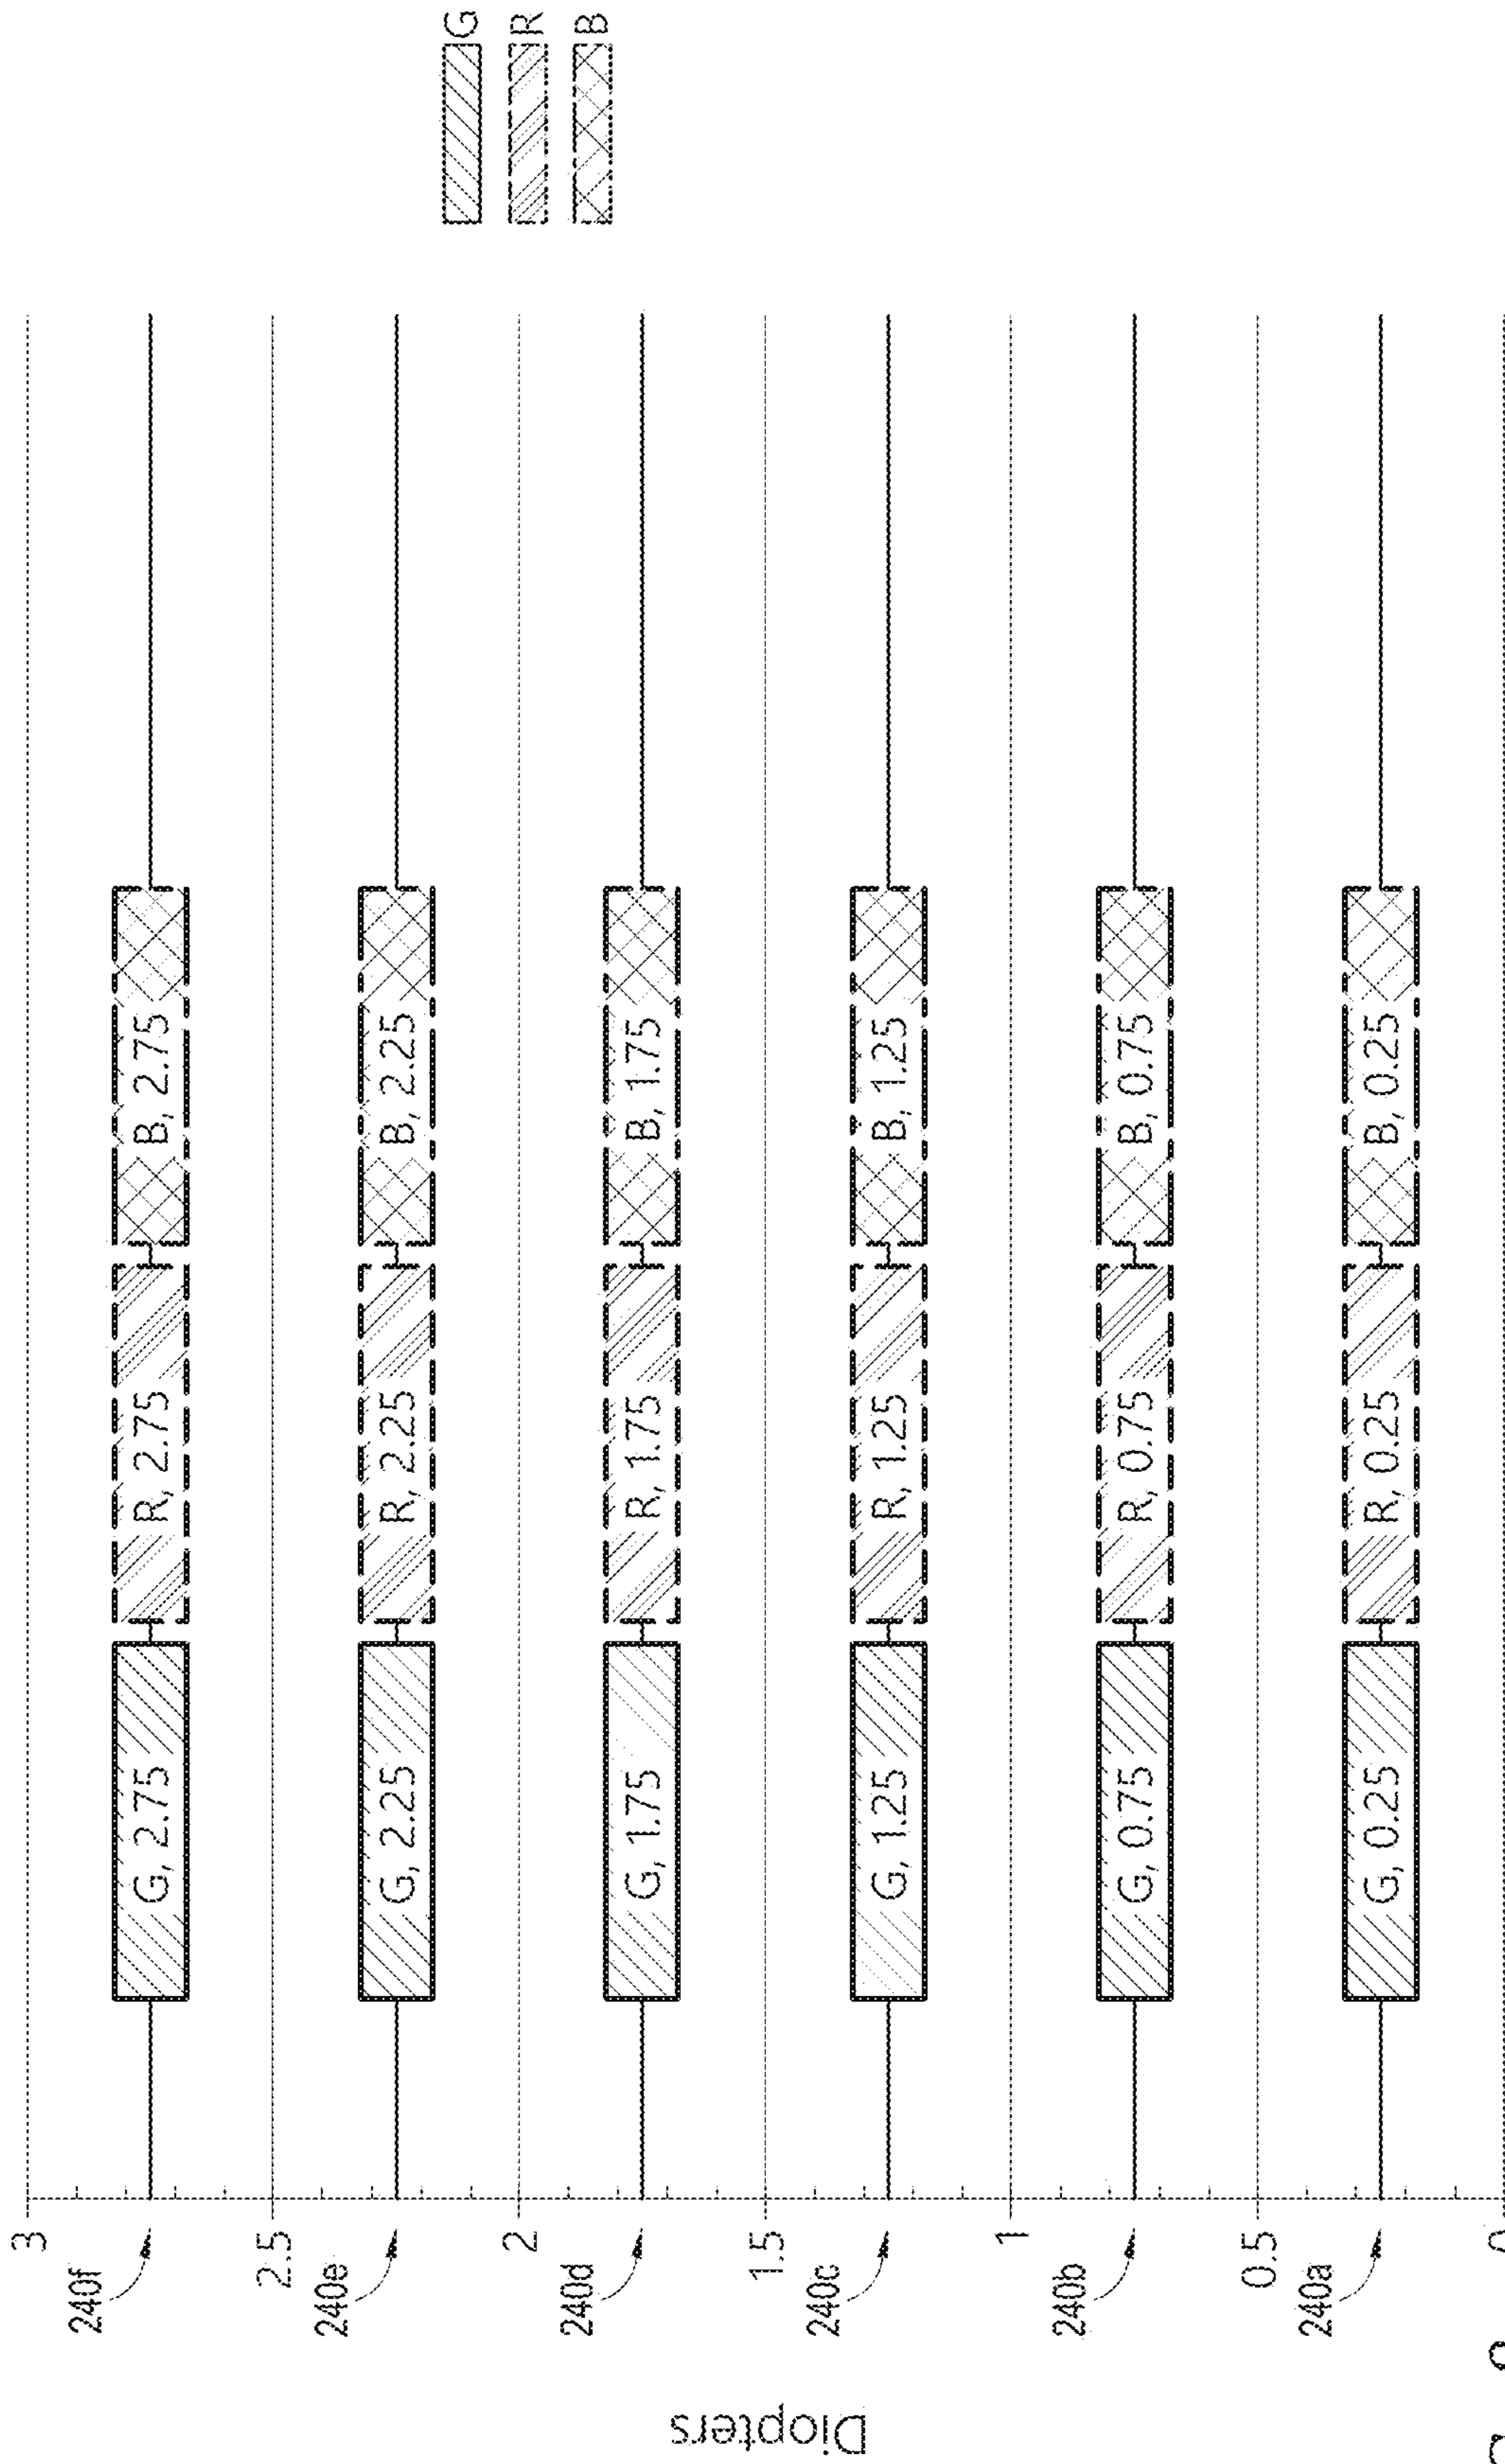 3
240f
G, 2.75 R, 2.75 B, 2.75
2.5
240e
G, 2.25 R, 2.25 B, 2.25
2
240d
G, 1.75 R, 1.75 B, 1.75
1.5
240c
G, 1.25 R, 1.25 B, 1.25
1
240b
G, 0.75 R, 0.75 B, 0.75
0.5
240a
G, 0.25 R, 0.25 B, 0.25
Diopters
G
R
B